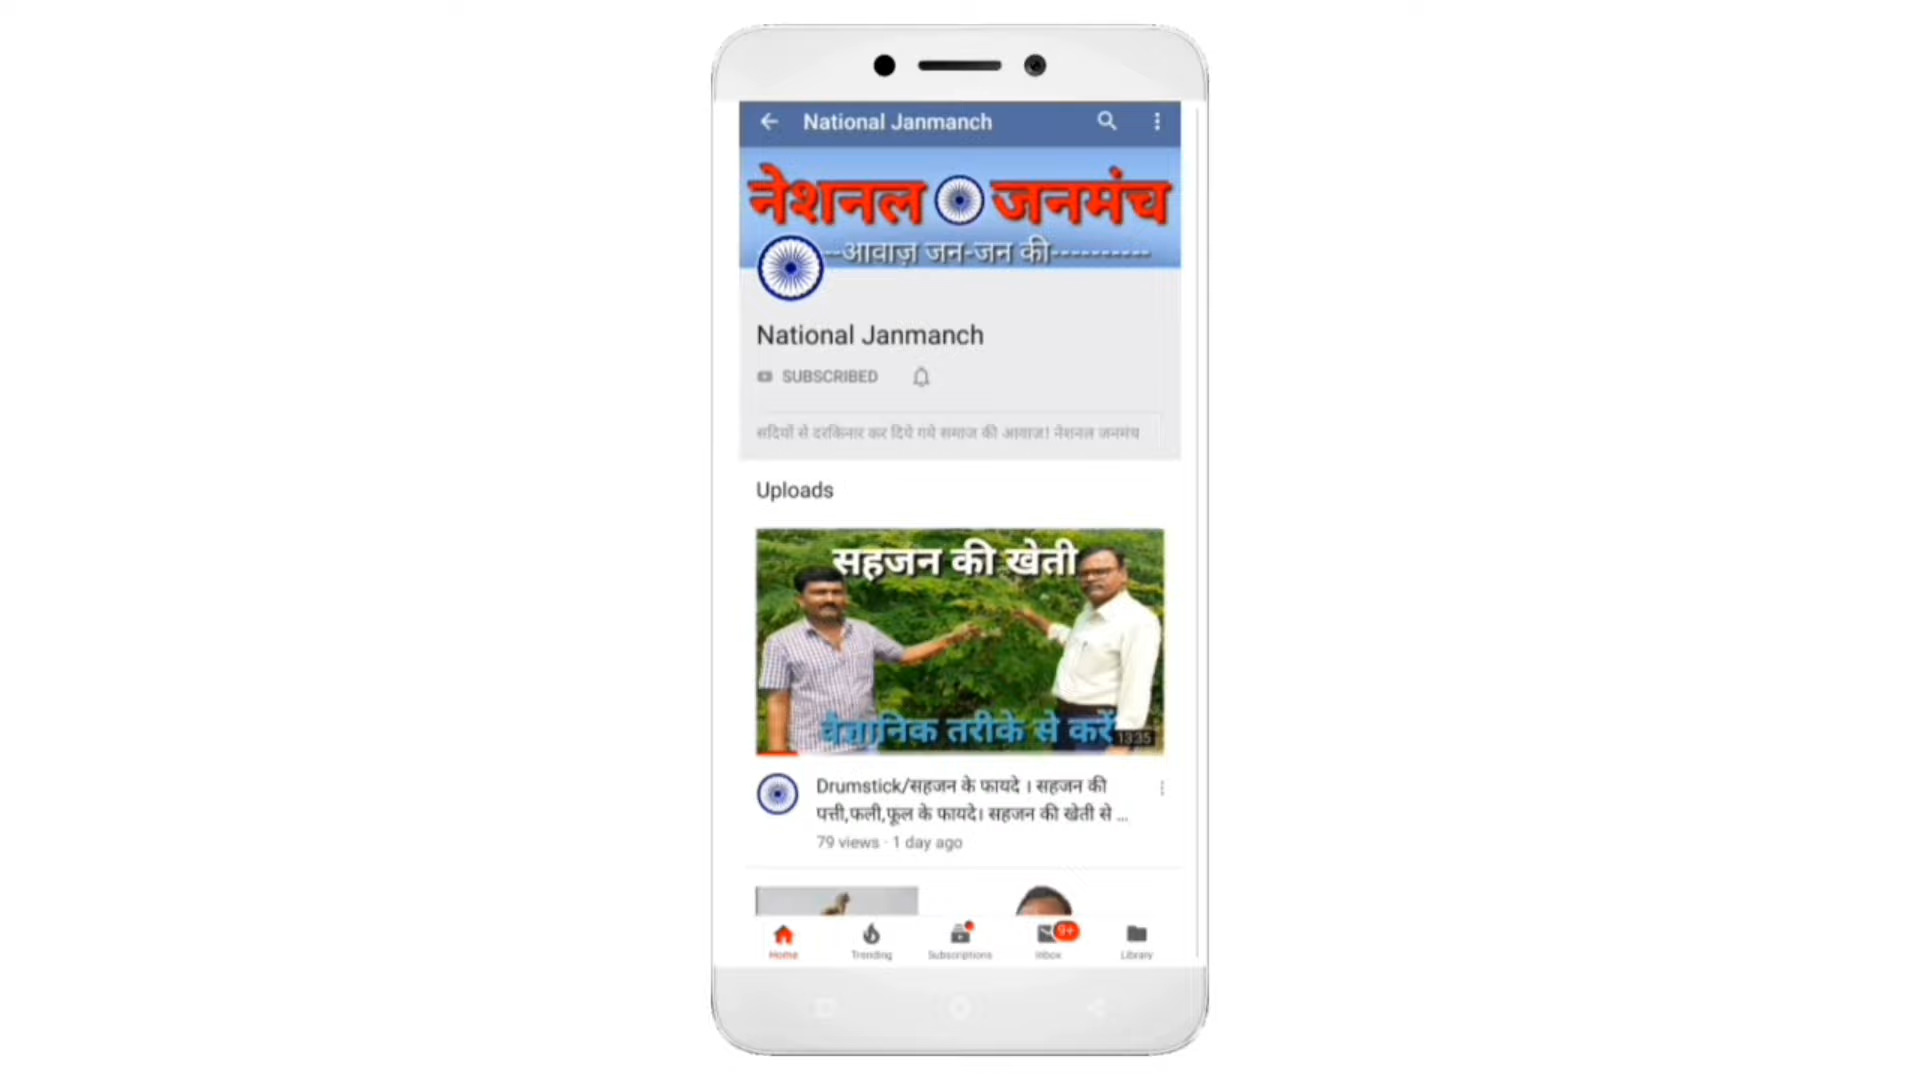 National Janmanch
नेशनल जनमंच
--आवाज़ जन-जन की----------
National Janmanch
SUBSCRIBED
सदियों से दरकिनार कर दिये गये समाज की आवाज! नेशनल जनमंच
Uploads
सहजन की खेती
वैज्ञानिक तरीके से करें
13:35
Drumstick/सहजन के फायदे । सहजन की
पत्ती,फली,फूल के फायदे। सहजन की खेती से ...
79 views · 1 day ago
9+
Home Trending Subscriptions Inbox Library